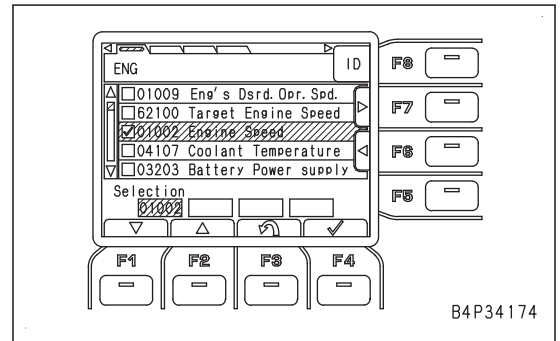 ENG ID F8
01009 Eng's Dsrd.Opr.Spd.
62100 Target Engine Speed F7
01002 Engine Speed
04107 Coolant Temperature F6
03203 Battery Power supply
Selection F5
01002
F1 F2 F3 F4
B4P34174